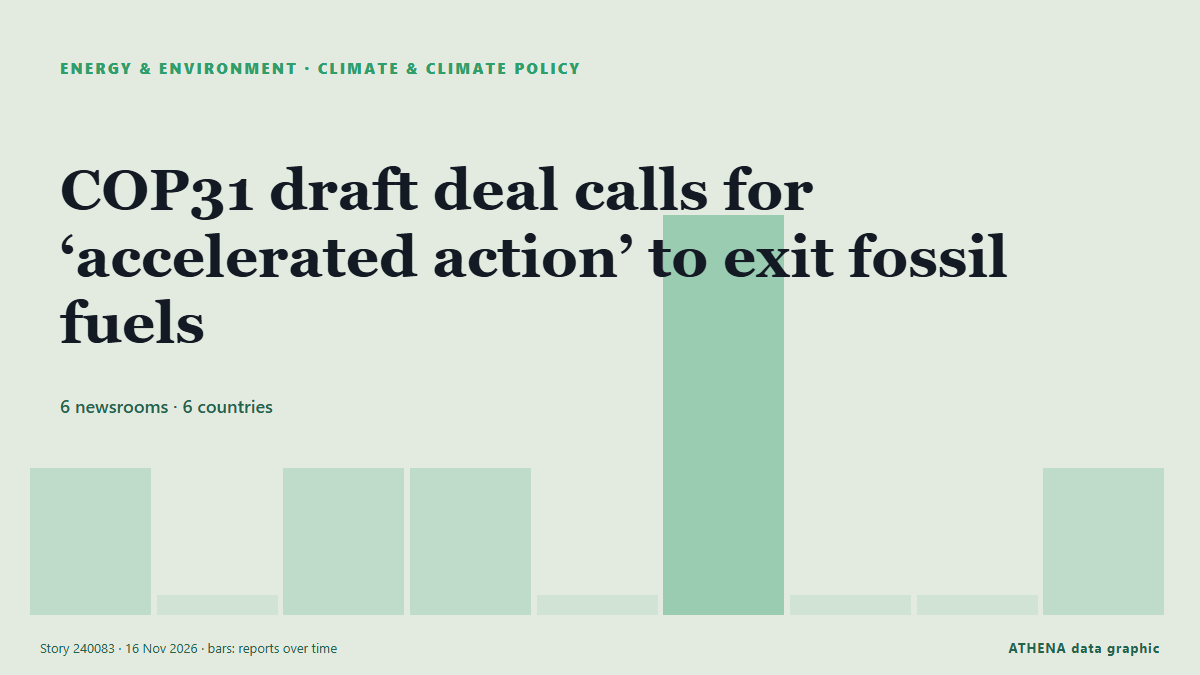 ENERGY & ENVIRONMENT · CLIMATE & CLIMATE POLICY
COP31 draft deal calls for
‘accelerated action’ to exit fossil
fuels
6 newsrooms · 6 countries
Story 240083 · 16 Nov 2026 · bars: reports over time
ATHENA data graphic